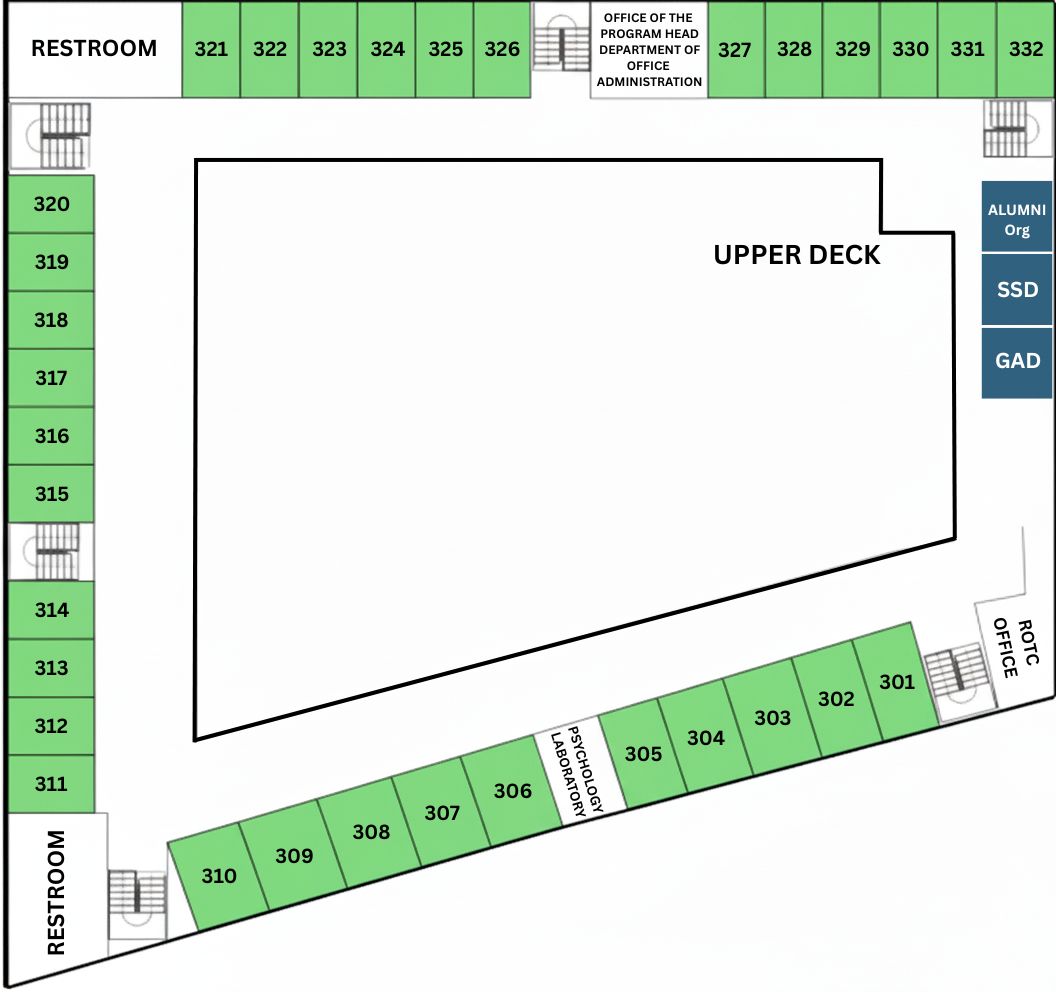 RESTROOM
321
322
323
324
325
326
OFFICE OF THE
PROGRAM HEAD
DEPARTMENT OF
OFFICE
ADMINISTRATION
327
328
329
330
331
332
320
319
318
317
316
315
314
313
312
311
RESTROOM
UPPER DECK
ALUMNI
Org
SSD
GAD
ROTC
OFFICE
301
302
303
304
305
PSYCHOLOGY
LABORATORY
306
307
308
309
310